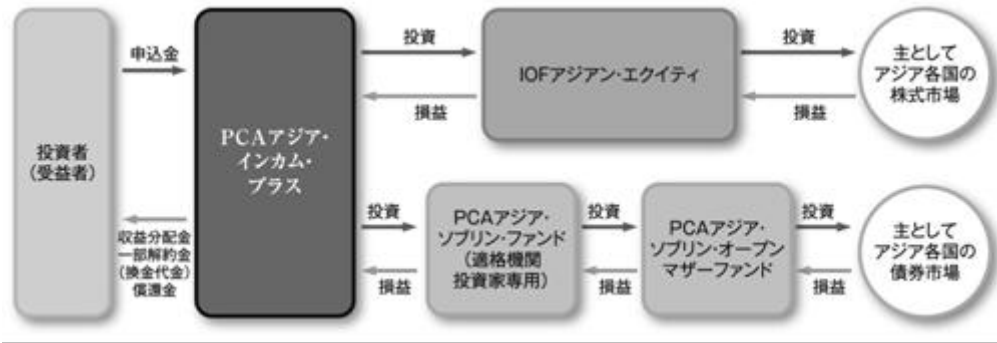 投資者
(受益者)
申込金
収益分配金
一部解約金
(換金代金)
償還金
PCAアジア・
インカム・
プラス
投資
損益
IOFアジアン・エクイティ
投資
損益
主として
アジア各国の
株式市場
投資
損益
PCAアジア・
ソブリン・ファンド
(適格機関
投資家専用)
投資
損益
PCAアジア・
ソブリン・オープン
マザーファンド
投資
損益
主として
アジア各国の
債券市場